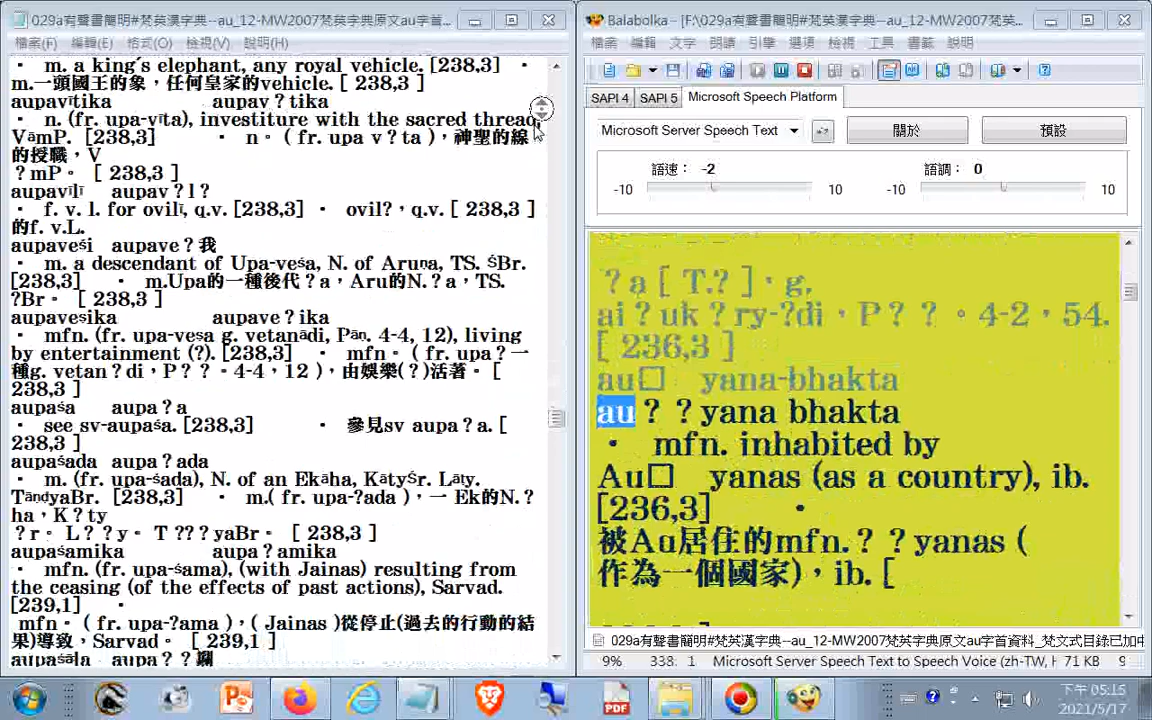 029a有聲書簡明#梵英漢字典--au_12-MW2007梵英字典原文au字首...
檔案(F) 編輯(E) 格式(O) 檢視(V) 說明(H)
• m. a king's elephant, any royal vehicle. [238,3] •
m.一頭國王的象，任何皇家的vehicle. [ 238,3 ]
aupavītika aupav？tika
• n. (fr. upa-vīta), investiture with the sacred thread,
VāmP. [238,3] • n。（ fr. upa v？ta ），神聖的線
的授職，V
？mP。 [ 238,3 ]
aupavilī aupav？l？
• f. v. l. for ovilī, q.v. [238,3] • ovil?，q.v. [ 238,3 ]
的f. v.L.
aupaveśi aupave？我
• m. a descendant of Upa-veśa, N. of Aruṇa, TS. ŚBr.
[238,3] • m.Upa的一種後代？a，Aru的N.？a，TS.
？Br。 [ 238,3 ]
aupaveśika aupave？ika
• mfn. (fr. upa-veśa g. vetanādi, Pāṇ. 4-4, 12), living
by entertainment (?). [238,3] • mfn。（ fr. upa？一
種g. vetan？di，P？？。4-4，12 ），由娛樂(？)活著。 [
238,3 ]
aupaśa aupa？a
• see sv-aupaśa. [238,3] • 參見sv aupa？a. [
238,3 ]
aupaśada aupa？ada
• m. (fr. upa-śada), N. of an Ekāha, KātyŚr. Lāṭy.
TāṇḍyaBr. [238,3] • m.( fr. upa-?ada )，一 Ek的N.？
ha，K？ty
？r。 L？？y。 T ???yaBr。 [ 238,3 ]
aupaśamika aupa？amika
• mfn. (fr. upa-śama), (with Jainas) resulting from
the ceasing (of the effects of past actions), Sarvad.
[239,1] •
mfn。（ fr. upa-?ama ），( Jainas )從停止(過去的行動的結
果)導致，Sarvad。 [ 239,1 ]
aupaśāla aupa？？
Balabolka - [F:\029a有聲書簡明#梵英漢字典--au_12-MW2007梵英...
檔案 編輯 文字 朗讀 引擎 選項 檢視 工具 書籤 說明
SAPI 4 SAPI 5 Microsoft Speech Platform
Microsoft Server Speech Text 關於 預設
語速： -2 語調： 0
-10 10 -10 10
？a [ T.？ ]．g.
ai？uk？ry-?di，P？？。4-2，54.
[ 236,3 ]
au□ yana-bhakta
au？？yana bhakta
• mfn. inhabited by
Au□ yanas (as a country), ib.
[236,3] •
被Au居住的mfn.？？yanas (
作為一個國家)，ib. [
029a有聲書簡明#梵英漢字典--au_12-MW2007梵英字典原文au字首資料_梵文式目錄已加中
9% 338: 1 Microsoft Server Speech Text to Speech Voice (zh-TW, H 71 KB 9
下午 05:15
2021/5/17